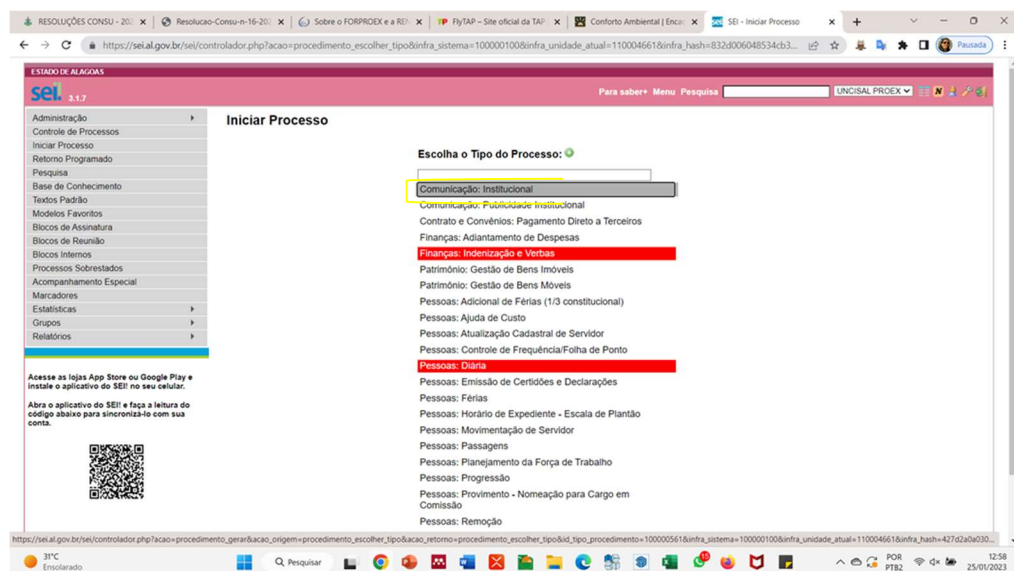 RESOLUÇÕES CONSU - 202
Resolucao-Consu-n-16-202
Sobre o FORPROEX e a REN
FlyTAP – Site oficial da TAP
Conforto Ambiental | Encac
SEI - Iniciar Processo
https://sei.al.gov.br/sei/controlador.php?acao=procedimento_escolher_tipo&infra_sistema=100000100&infra_unidade_atual=110004661&infra_hash=832d006048534cb3...
Pausada
ESTADO DE ALAGOAS
sei! 3.1.7
Para saber+ Menu Pesquisa
UNCISAL PROEX
Administração
Controle de Processos
Iniciar Processo
Retorno Programado
Pesquisa
Base de Conhecimento
Textos Padrão
Modelos Favoritos
Blocos de Assinatura
Blocos de Reunião
Blocos Internos
Processos Sobrestados
Acompanhamento Especial
Marcadores
Estatísticas
Grupos
Relatórios
Acesse as lojas App Store ou Google Play e
instale o aplicativo do SEI! no seu celular.
Abra o aplicativo do SEI! e faça a leitura do
código abaixo para sincronizá-lo com sua
conta.
Iniciar Processo
Escolha o Tipo do Processo:
Comunicação: Institucional
Comunicação: Publicidade Institucional
Contrato e Convênios: Pagamento Direto a Terceiros
Finanças: Adiantamento de Despesas
Finanças: Indenização e Verbas
Patrimônio: Gestão de Bens Imóveis
Patrimônio: Gestão de Bens Móveis
Pessoas: Adicional de Férias (1/3 constitucional)
Pessoas: Ajuda de Custo
Pessoas: Atualização Cadastral de Servidor
Pessoas: Controle de Frequência/Folha de Ponto
Pessoas: Diária
Pessoas: Emissão de Certidões e Declarações
Pessoas: Férias
Pessoas: Horário de Expediente - Escala de Plantão
Pessoas: Movimentação de Servidor
Pessoas: Passagens
Pessoas: Planejamento da Força de Trabalho
Pessoas: Progressão
Pessoas: Provimento - Nomeação para Cargo em
Comissão
Pessoas: Remoção
https://sei.al.gov.br/sei/controlador.php?acao=procedimento_gerar&acao_origem=procedimento_escolher_tipo&acao_retorno=procedimento_escolher_tipo&id_tipo_procedimento=100000561&infra_sistema=100000100&infra_unidade_atual=110004661&infra_hash=427d2a0a030...
31°C
Ensolarado
Pesquisar
POR
PTB2
12:58
25/01/2023